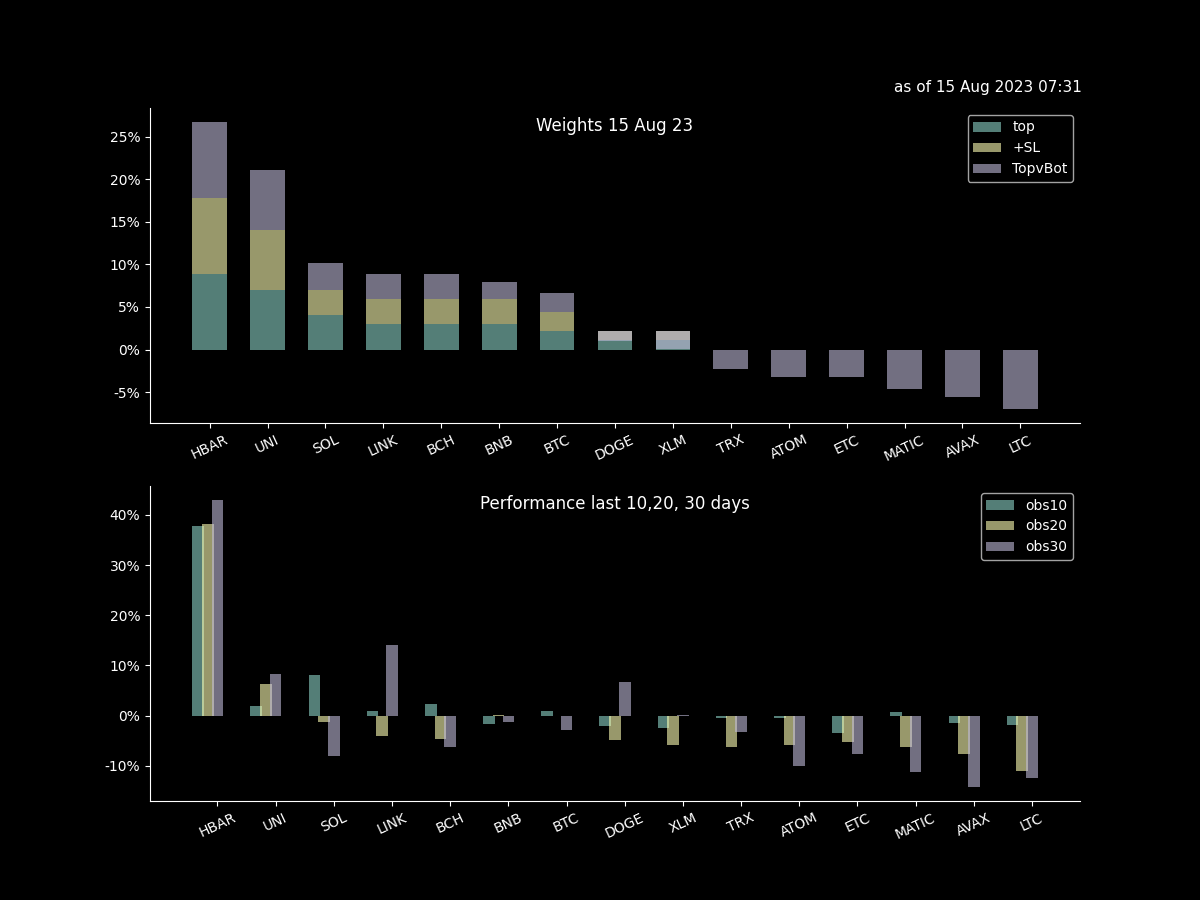 as of 15 Aug 2023 07:31
Weights 15 Aug 23
top
+SL
TopvBot
25%
20%
15%
10%
5%
0%
-5%
HBAR UNI SOL LINK BCH BNB BTC DOGE XLM TRX ATOM ETC MATIC AVAX LTC
Performance last 10,20, 30 days
obs10
obs20
obs30
40%
30%
20%
10%
0%
-10%
HBAR UNI SOL LINK BCH BNB BTC DOGE XLM TRX ATOM ETC MATIC AVAX LTC